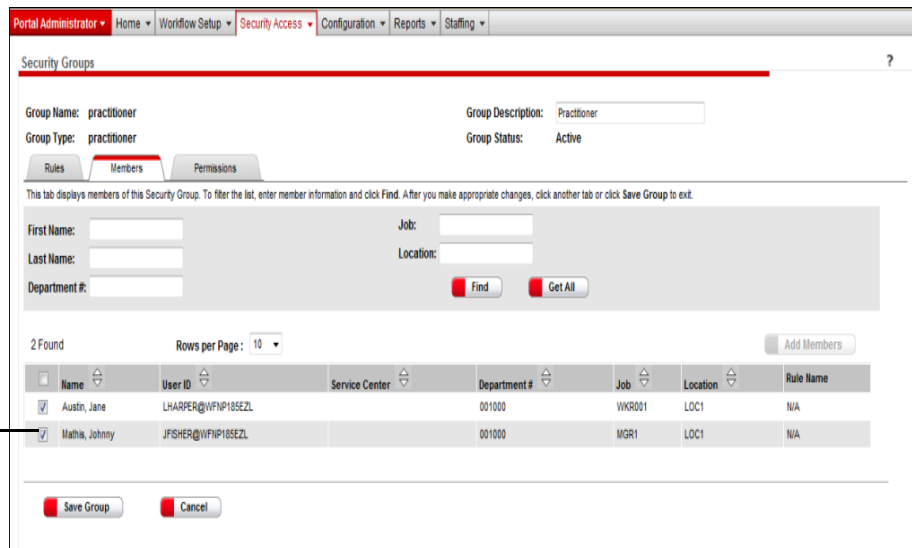 Portal Administrator Home Workflow Setup Security Access Configuration Reports Staffing
Security Groups ?
Group Name: practitioner Group Description: Practitioner
Group Type: practitioner Group Status: Active
Rules Members Permissions
This tab displays members of this Security Group. To filter the list, enter member information and click Find. After you make appropriate changes, click another tab or click Save Group to exit.
First Name: Job:
Last Name: Location:
Department #:
Find Get All
2 Found Rows per Page: 10 Add Members
Name User ID Service Center Department # Job Location Rule Name
Austin, Jane LHARPER@WFNP185EZL 001000 WKR001 LOC1 N/A
Mathis, Johnny JFISHER@WFNP185EZL 001000 MGR1 LOC1 N/A
Save Group Cancel